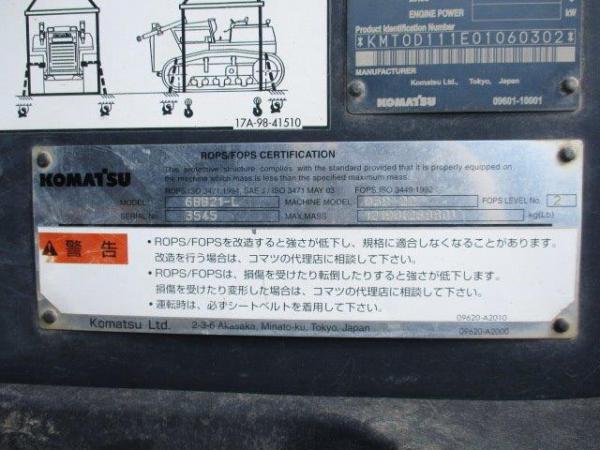 ENGINE POWER kW
Product Identification Number
*KMT0D111E01060302*
MANUFACTURER
Komatsu Ltd., Tokyo, Japan
KOMATSU 09601-10001
17A-98-41510
ROPS/FOPS CERTIFICATION
This protective structure complies with the standard provided that it is properly equipped on
the machine which mass is less than the specified maximum mass.
KOMATSU
ROPS ISO 3471 1994, SAE J / ISO 3471 MAY 03 FOPS ISO 3449 1992
MODEL 6BB21-L MACHINE MODEL FOPS LEVEL No. 2
SERIAL No. 3545 MAX.MASS kg(Lb)
警告
• ROPS/FOPSを改造すると強さが低下し、規格に適合しなくなることがあります。
改造を行う場合は、コマツの代理店に相談して下さい。
• ROPS/FOPSは、損傷を受けたり転倒したりすると強さが低下します。
損傷を受けたり変形した場合は、コマツの代理店に相談して下さい。
• 運転時は、必ずシートベルトを着用して下さい。
09620-A2010
Komatsu Ltd. 2-3-6 Akasaka, Minato-ku, Tokyo, Japan 09620-A2000